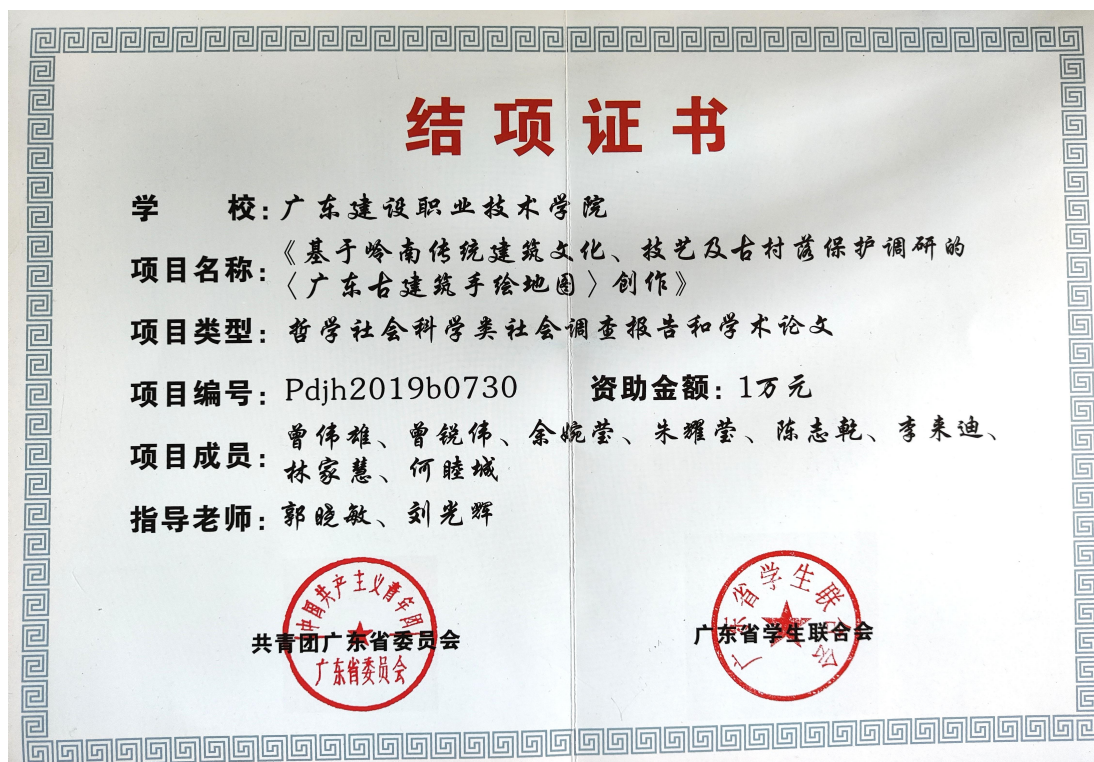 结项证书
学 校：广东建设职业技术学院
项目名称：《基于岭南传统建筑文化、技艺及古村落保护调研的
〈广东古建筑手绘地图〉创作》
项目类型：哲学社会科学类社会调查报告和学术论文
项目编号：Pdjh2019b0730 资助金额：1万元
项目成员：曾伟雄、曾锐伟、余婉莹、朱耀莹、陈志乾、李来迪、
林家慧、何睦城
指导老师：郭晓敏、刘光辉
中国共产主义青年团
共青团广东省委员会
广东省委员会
广东省学生联合会
广东省学生联合会